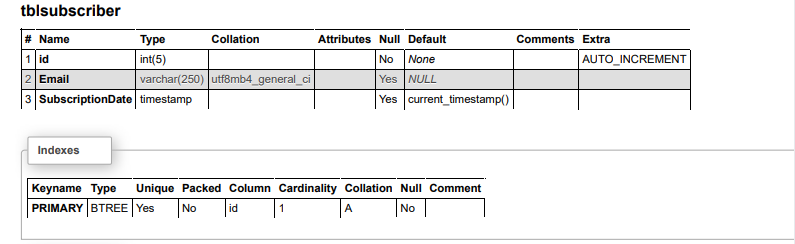 tblsubscriber
# Name Type Collation Attributes Null Default Comments Extra
1 id int(5) No None AUTO_INCREMENT
2 Email varchar(250) utf8mb4_general_ci Yes NULL
3 SubscriptionDate timestamp Yes current_timestamp()
Indexes
Keyname Type Unique Packed Column Cardinality Collation Null Comment
PRIMARY BTREE Yes No id 1 A No